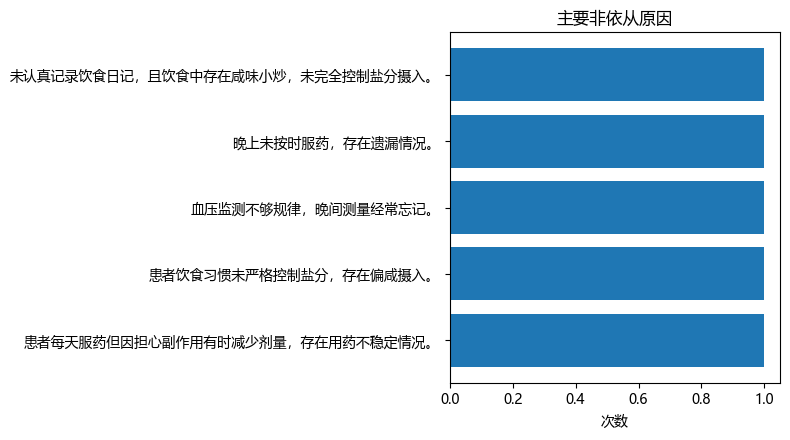 主要非依从原因
未认真记录饮食日记，且饮食中存在咸味小炒，未完全控制盐分摄入。
晚上未按时服药，存在遗漏情况。
血压监测不够规律，晚间测量经常忘记。
患者饮食习惯未严格控制盐分，存在偏咸摄入。
患者每天服药但因担心副作用有时减少剂量，存在用药不稳定情况。
0.0 0.2 0.4 0.6 0.8 1.0
次数